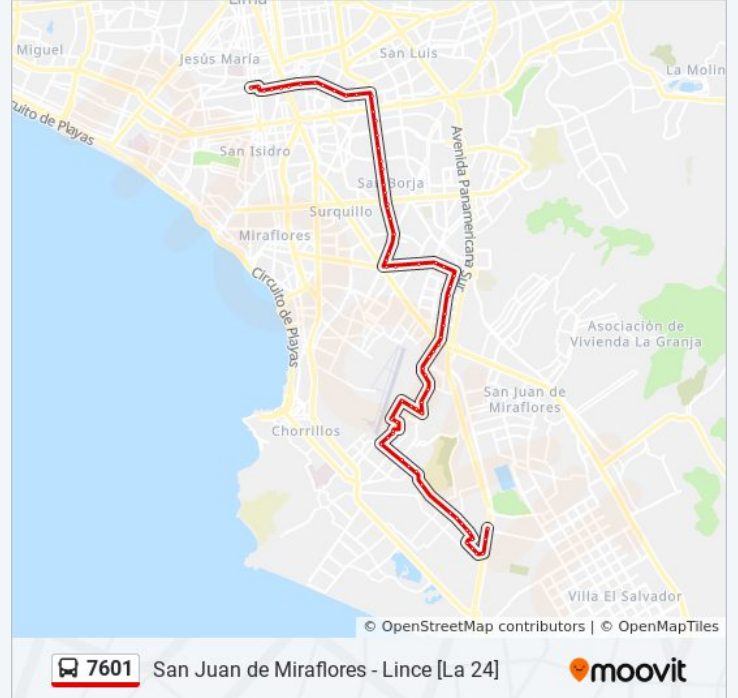 Lima
Miguel
Jesús María
San Luis
La Molin
uito de Playas
San Isidro
Avenida Panamericana Sur
San Borja
Surquillo
Miraflores
Circuito de Playas
Asociación de
Vivienda La Granja
San Juan de
Miraflores
Chorrillos
Villa El Salvador
© OpenStreetMap contributors | © OpenMapTiles
7601 San Juan de Miraflores - Lince [La 24] moovit